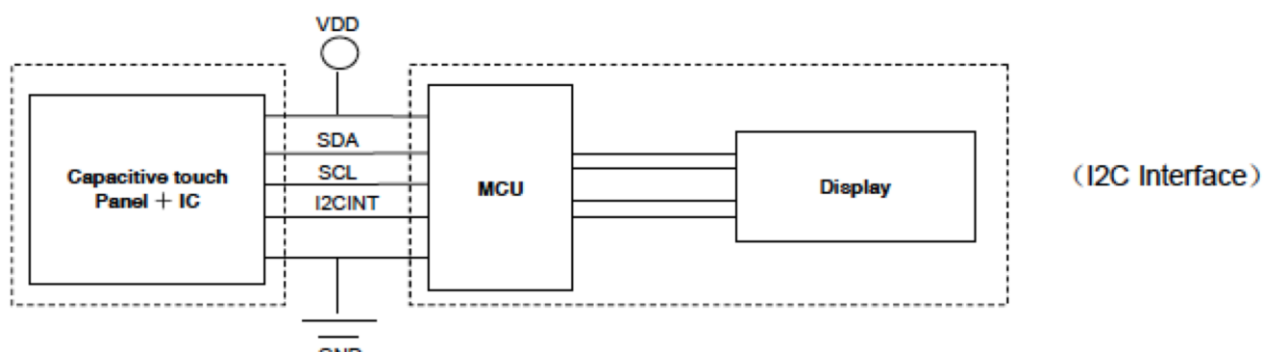 VDD
SDA
SCL
I2CINT
Capacitive touch
Panel + IC
MCU
Display
（I2C Interface）
GND